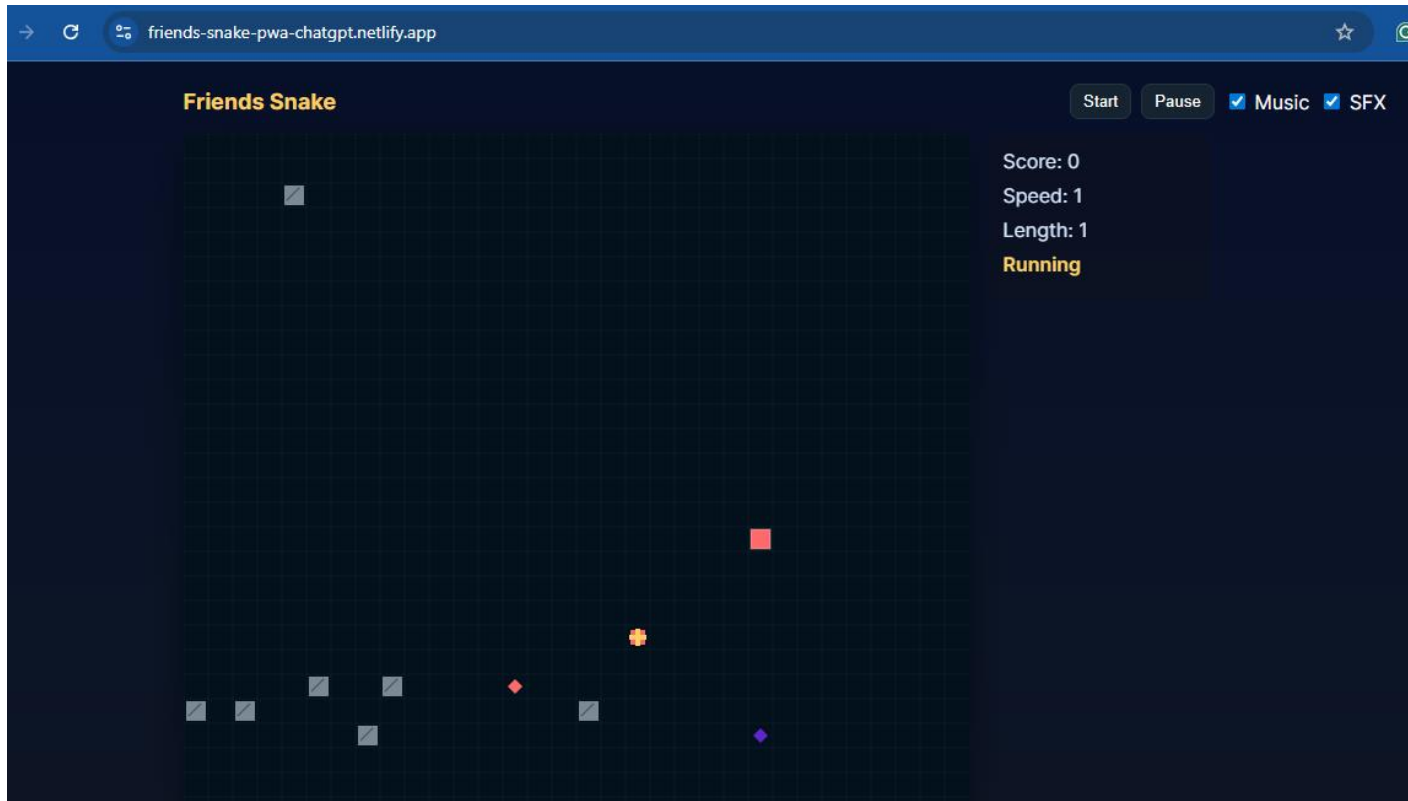 friends-snake-pwa-chatgpt.netlify.app
Friends Snake
Start Pause Music SFX
Score: 0
Speed: 1
Length: 1
Running